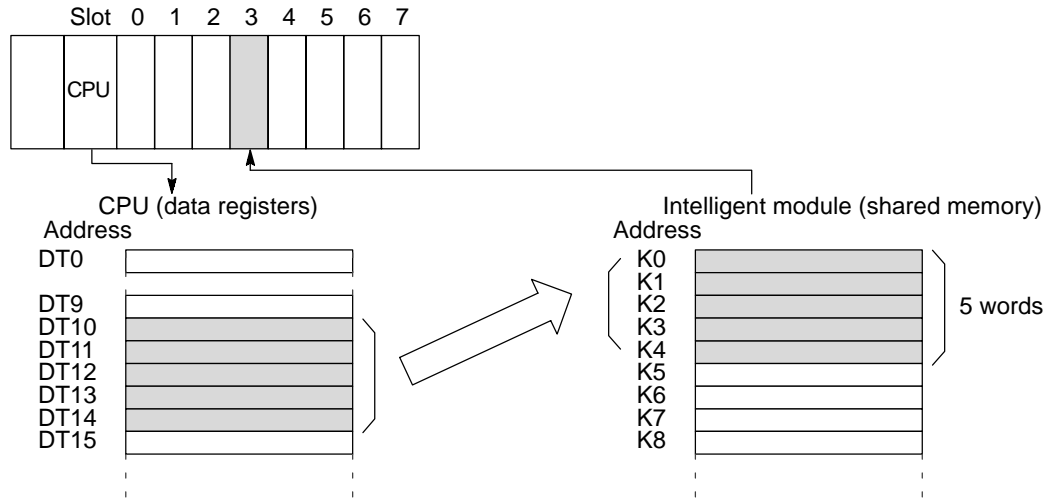 Slot 0 1 2 3 4 5 6 7
CPU
CPU (data registers)
Address
DT0
DT9
DT10
DT11
DT12
DT13
DT14
DT15
Intelligent module (shared memory)
Address
K0
K1
K2
K3
K4
K5
K6
K7
K8
5 words